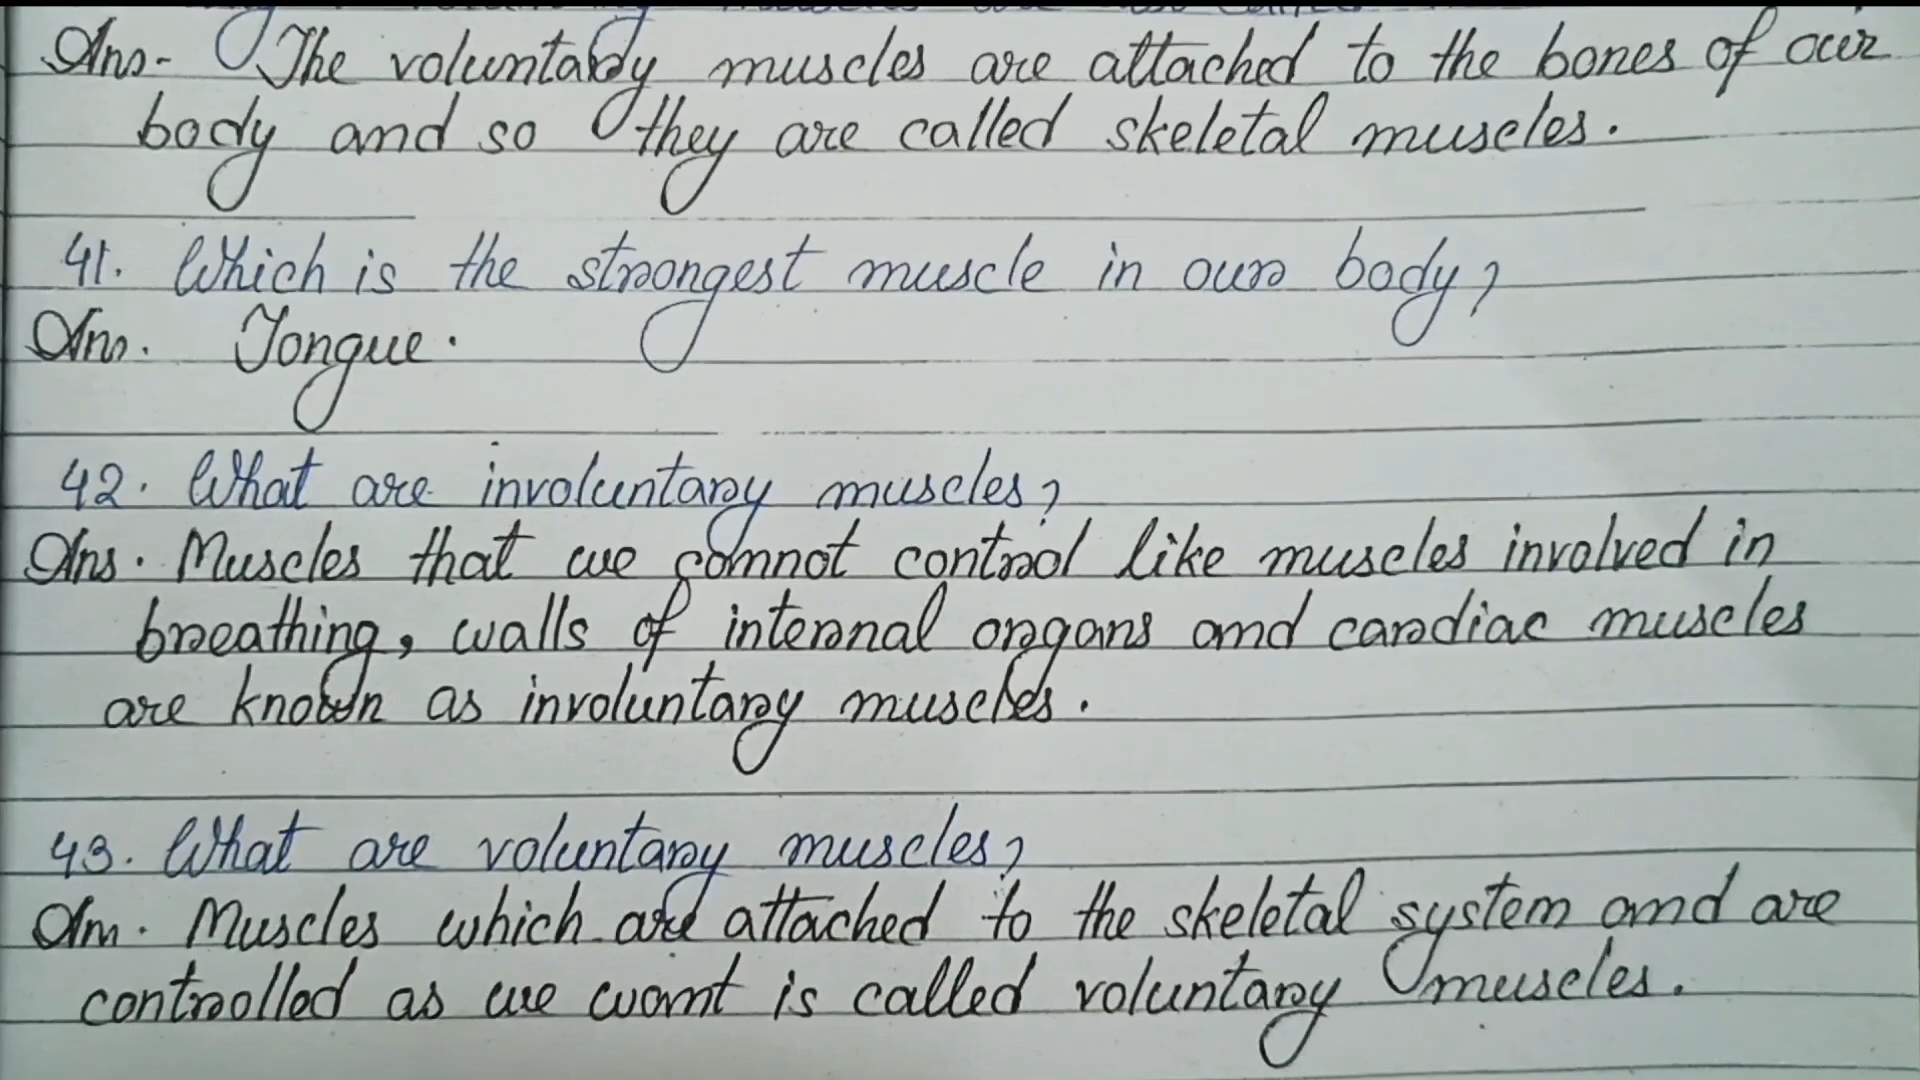 Ans- The voluntary muscles are attached to the bones of our
body and so they are called skeletal muscles.
41. Which is the strongest muscle in our body?
Ans. Tongue.
42. What are involuntary muscles?
Ans. Muscles that we connot control like muscles involved in
breathing, walls of internal organs and cardiac muscles
are known as involuntary muscles.
43. What are voluntary muscles?
Ans. Muscles which are attached to the skeletal system and are
controlled as we want is called voluntary muscles.